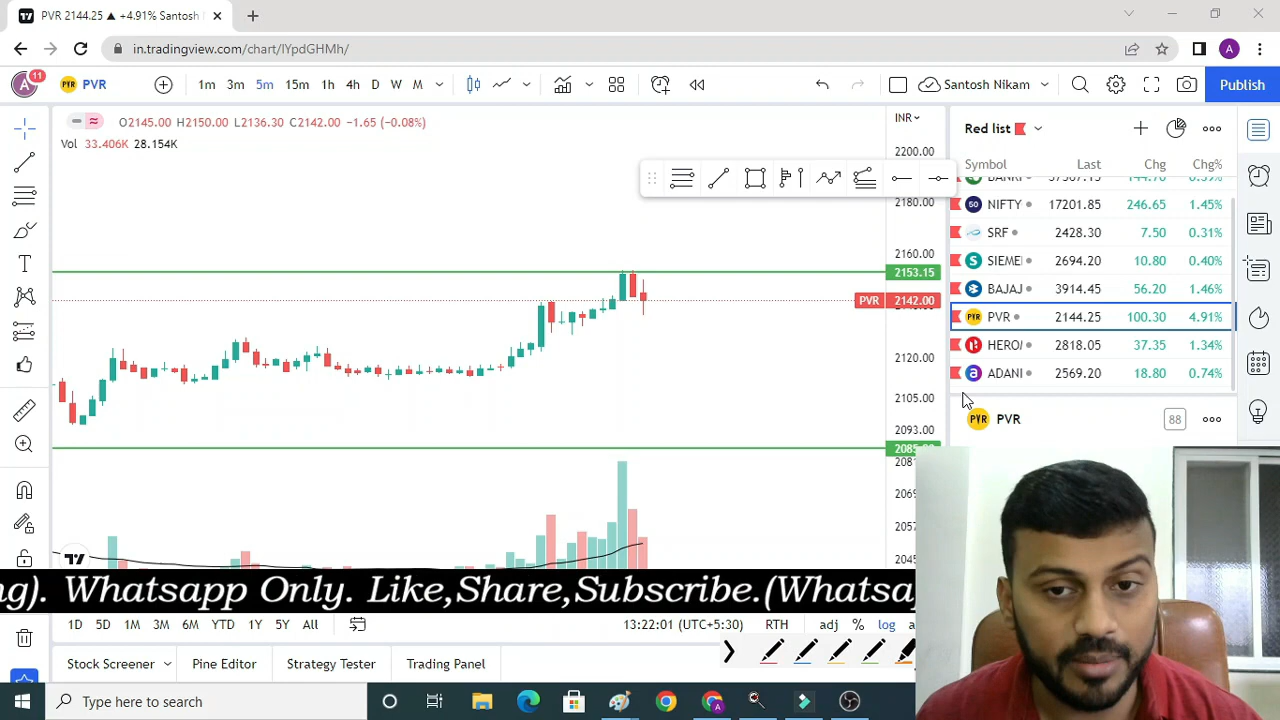 PVR 2144.25 ▲ +4.91% Santosh
in.tradingview.com/chart/IYpdGHMh/
A
A
11
PVR
PVR
1m 3m 5m 15m 1h 4h D W M
Santosh Nikam
Publish
O2145.00 H2150.00 L2136.30 C2142.00 −1.65 (−0.08%)
Vol 33.406K 28.154K
INR
2200.00
2180.00
2160.00
2153.15
PVR 2142.00
2120.00
2105.00
2093.00
Red list
Symbol Last Chg Chg%
50 NIFTY 17201.85 246.65 1.45%
SRF 2428.30 7.50 0.31%
S SIEME 2694.20 10.80 0.40%
BAJAJ 3914.45 56.20 1.46%
PVR PVR 2144.25 100.30 4.91%
HERO 2818.05 37.35 1.34%
a ADANI 2569.20 18.80 0.74%
PVR PVR 88
ng). Whatsapp Only. Like,Share,Subscribe.(Whatsa
1D 5D 1M 3M 6M YTD 1Y 5Y All
13:22:01 (UTC+5:30) RTH adj % log
Stock Screener Pine Editor Strategy Tester Trading Panel
Type here to search